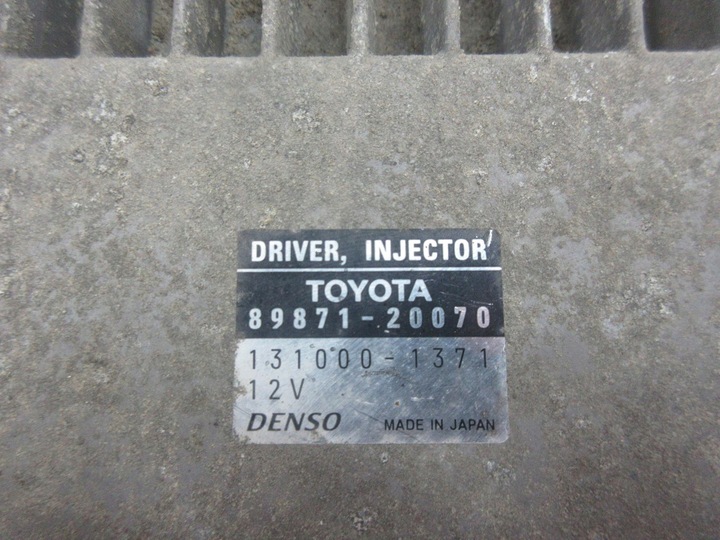 DRIVER, INJECTOR
TOYOTA
89871-20070
131000-1371
12V
DENSO MADE IN JAPAN